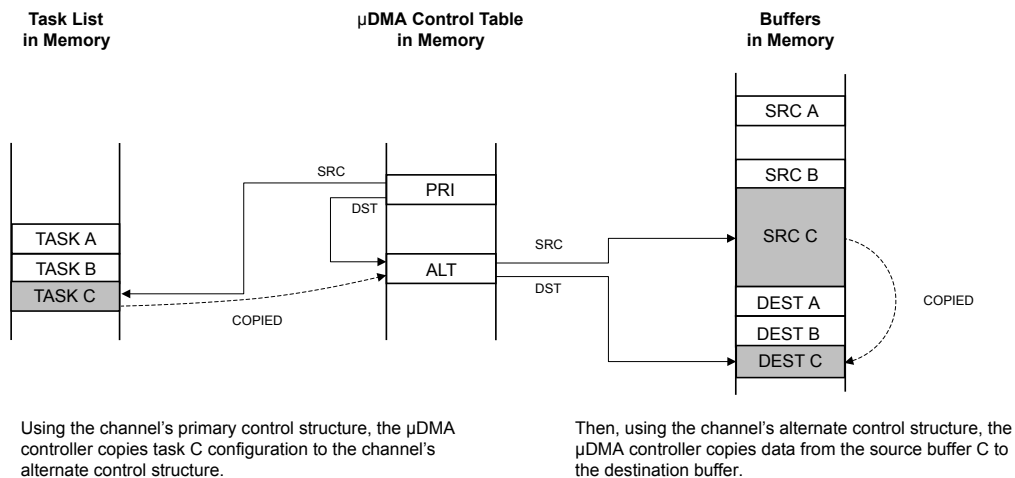 Task List
in Memory
µDMA Control Table
in Memory
Buffers
in Memory
SRC A
SRC B
SRC C
DEST A
DEST B
DEST C
SRC
PRI
DST
TASK A
TASK B
TASK C
ALT
SRC
DST
COPIED
COPIED
Using the channel's primary control structure, the µDMA
controller copies task C configuration to the channel's
alternate control structure.
Then, using the channel's alternate control structure, the
µDMA controller copies data from the source buffer C to
the destination buffer.